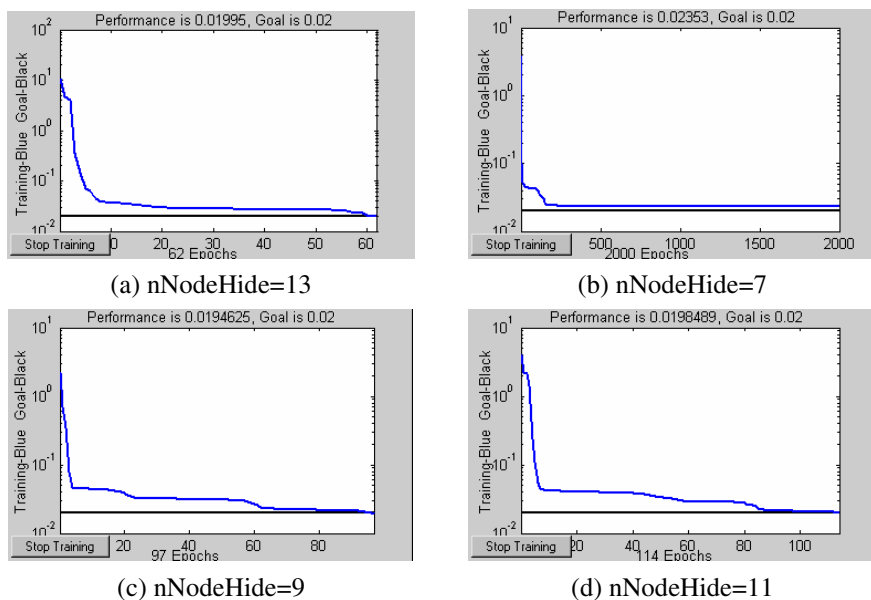 Performance is 0.01995, Goal is 0.02
10^2
10^1
10^0
10^-1
10^-2
Training-Blue Goal-Black
Stop Training
0 20 30 40 50 60
62 Epochs
(a) nNodeHide=13
Performance is 0.02353, Goal is 0.02
10^1
10^0
10^-1
10^-2
Training-Blue Goal-Black
Stop Training
500 1000 1500 2000
2000 Epochs
(b) nNodeHide=7
Performance is 0.0194625, Goal is 0.02
10^1
10^0
10^-1
10^-2
Training-Blue Goal-Black
Stop Training
20 40 60 80
97 Epochs
(c) nNodeHide=9
Performance is 0.0198489, Goal is 0.02
10^1
10^0
10^-1
10^-2
Training-Blue Goal-Black
Stop Training
20 40 60 80 100
114 Epochs
(d) nNodeHide=11